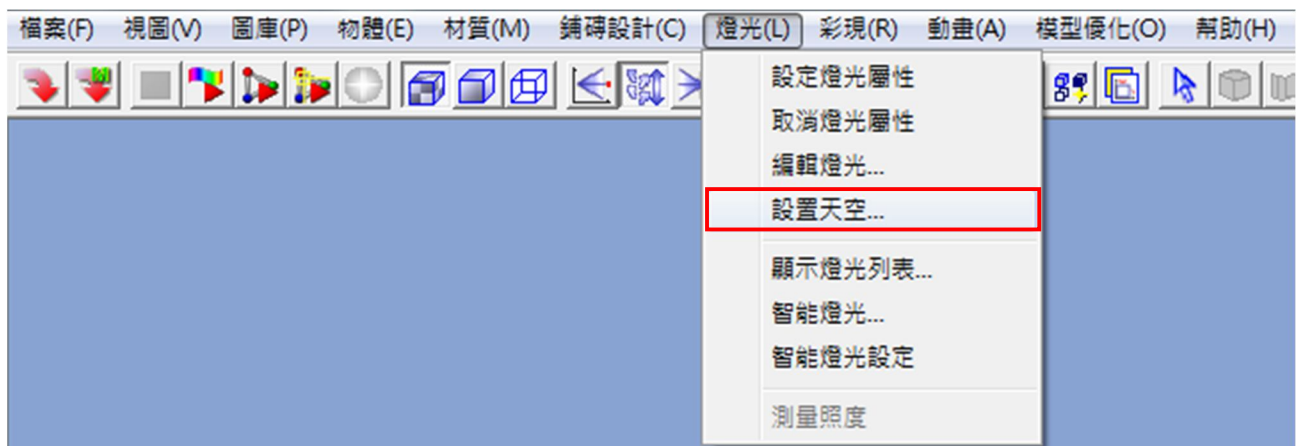 檔案(F) 視圖(V) 圖庫(P) 物體(E) 材質(M) 鋪磚設計(C) 燈光(L) 彩現(R) 動畫(A) 模型優化(O) 幫助(H)
設定燈光屬性
取消燈光屬性
編輯燈光...
設置天空...
顯示燈光列表...
智能燈光...
智能燈光設定
測量照度